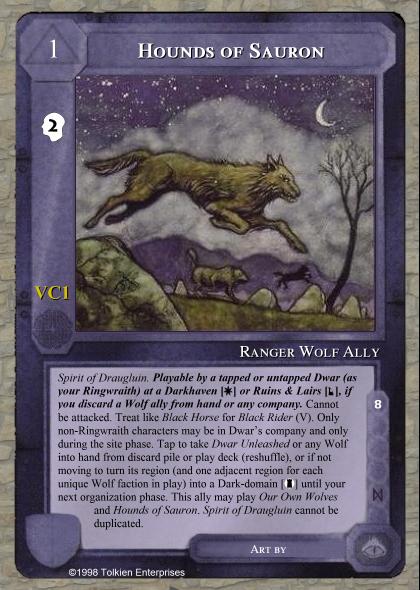 1
HOUNDS OF SAURON
2
VC1
RANGER WOLF ALLY
Spirit of Draugluin. Playable by a tapped or untapped Dwar (as
your Ringwraith) at a Darkhaven [] or Ruins & Lairs [], if
you discard a Wolf ally from hand or any company. Cannot
be attacked. Treat like Black Horse for Black Rider (V). Only
non-Ringwraith characters may be in Dwar's company and only
during the site phase. Tap to take Dwar Unleashed or any Wolf
into hand from discard pile or play deck (reshuffle), or if not
moving to turn its region (and one adjacent region for each
unique Wolf faction in play) into a Dark-domain [] until your
next organization phase. This ally may play Our Own Wolves
and Hounds of Sauron. Spirit of Draugluin cannot be
duplicated.
8
ART BY
©1998 Tolkien Enterprises